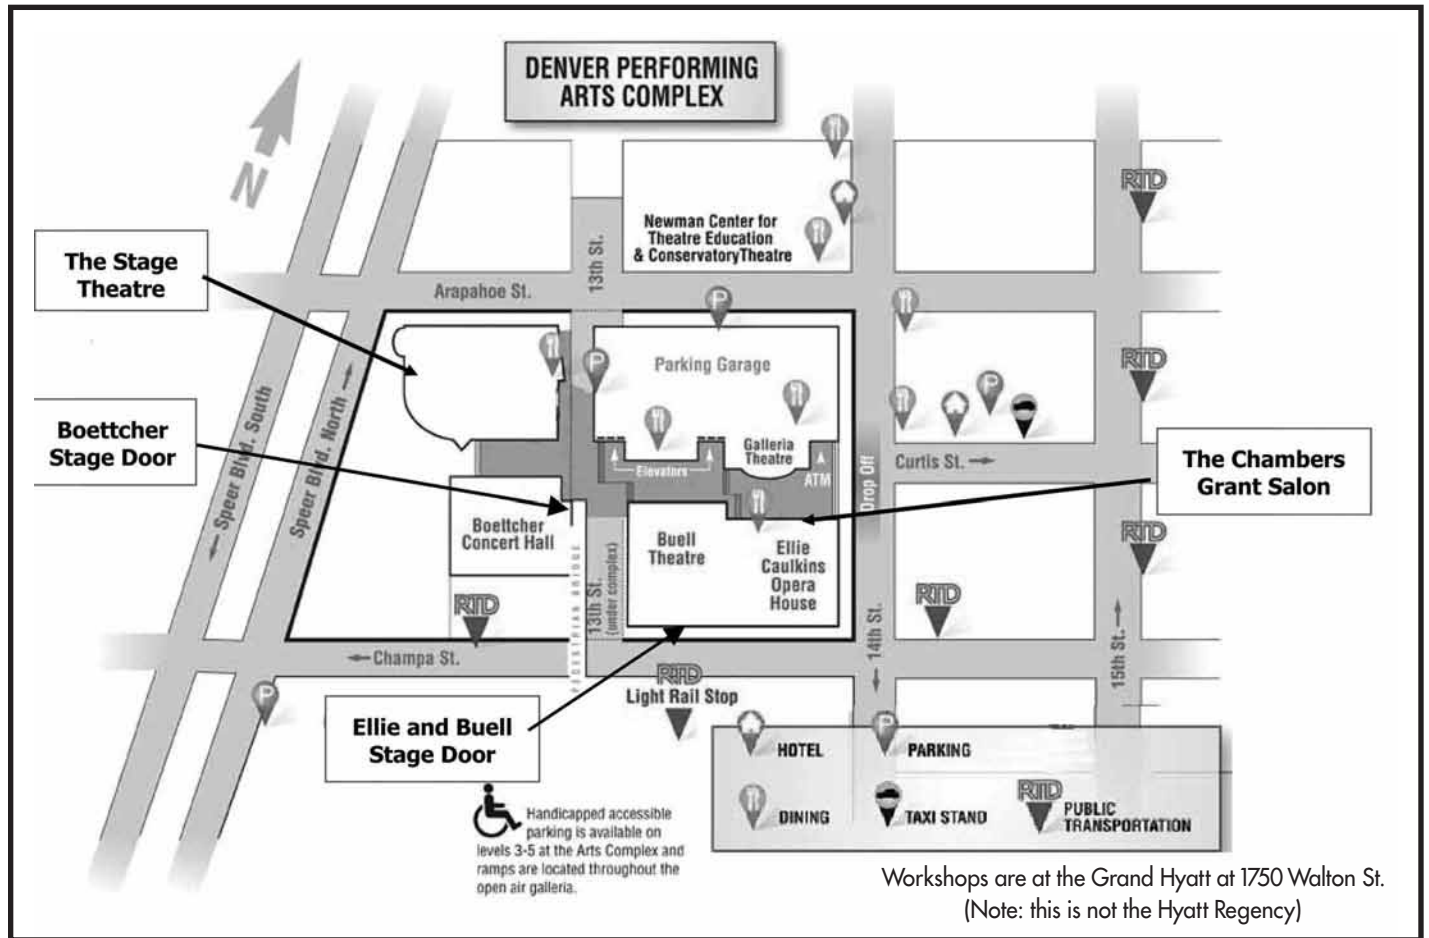 DENVER PERFORMING
ARTS COMPLEX
N
RTD
Newman Center for
Theatre Education
& ConservatoryTheatre
The Stage
Theatre
13th St.
Arapahoe St.
P
Parking Garage
P
RTD
P
Speer Blvd. South
Speer Blvd. North
Boettcher
Stage Door
Galleria
Theatre
Elevators
ATM
Drop Off
Curtis St.
The Chambers
Grant Salon
Boettcher
Concert Hall
Buell
Theatre
Ellie
Caulkins
Opera
House
RTD
PEDESTRIAN BRIDGE
13th St.
(under complex)
RTD
RTD
14th St.
15th St.
Champa St.
P
RTD
Light Rail Stop
Ellie and Buell
Stage Door
HOTEL
P
PARKING
DINING
TAXI STAND
RTD
PUBLIC
TRANSPORTATION
Handicapped accessible
parking is available on
levels 3-5 at the Arts Complex and
ramps are located throughout the
open air galleria.
Workshops are at the Grand Hyatt at 1750 Walton St.
(Note: this is not the Hyatt Regency)